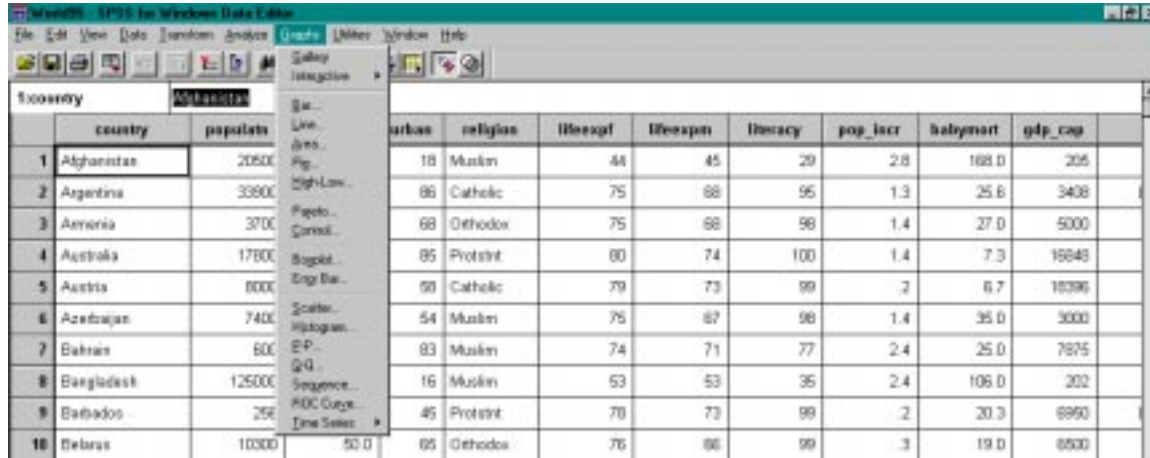 World95 - SPSS for Windows Data Editor
File Edit View Data Transform Analyze Graphs Utilities Window Help
1:country Afghanistan
Gallery
Interactive
Bar...
Line...
Area...
Pie...
High-Low...
Pareto...
Control...
Boxplot...
Error Bar...
Scatter...
Histogram...
P-P...
Q-Q...
Sequence...
ROC Curve...
Time Series
country populatn urban religion lifeexpf lifeexpm literacy pop_incr babymort gdp_cap
1 Afghanistan 20500 18 Muslim 44 45 29 2.8 168.0 205
2 Argentina 33900 86 Catholic 75 68 95 1.3 25.6 3408
3 Armenia 3700 68 Orthodox 75 68 98 1.4 27.0 5000
4 Australia 17800 85 Protstnt 80 74 100 1.4 7.3 16848
5 Austria 8000 58 Catholic 79 73 99 .2 6.7 18396
6 Azerbaijan 7400 54 Muslim 75 67 98 1.4 35.0 3000
7 Bahrain 600 83 Muslim 74 71 77 2.4 25.0 7875
8 Bangladesh 125000 16 Muslim 53 53 35 2.4 106.0 202
9 Barbados 256 45 Protstnt 78 73 99 .2 20.3 6950
10 Belarus 10300 50.0 65 Orthodox 76 66 99 .3 19.0 6500